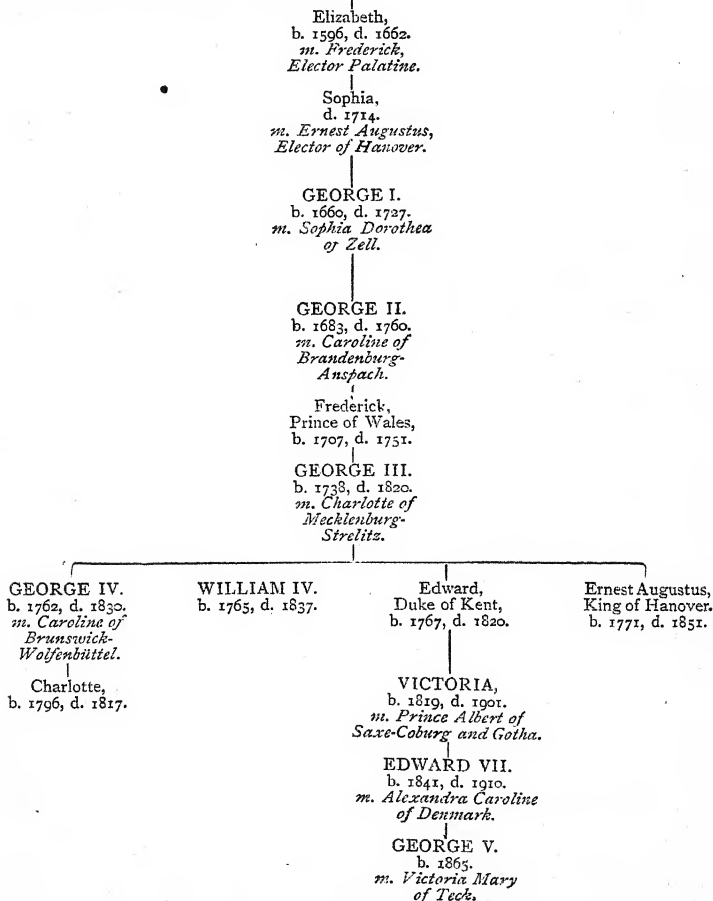 Elizabeth,
b. 1596, d. 1662.
m. Frederick,
Elector Palatine.
Sophia,
d. 1714.
m. Ernest Augustus,
Elector of Hanover.
GEORGE I.
b. 1660, d. 1727.
m. Sophia Dorothea
of Zell.
GEORGE II.
b. 1683, d. 1760.
m. Caroline of
Brandenburg-
Anspach.
Frederick,
Prince of Wales,
b. 1707, d. 1751.
GEORGE III.
b. 1738, d. 1820.
m. Charlotte of
Mecklenburg-
Strelitz.
GEORGE IV.
b. 1762, d. 1830.
m. Caroline of
Brunswick-
Wolfenbüttel.
Charlotte,
b. 1796, d. 1817.
WILLIAM IV.
b. 1765, d. 1837.
Edward,
Duke of Kent,
b. 1767, d. 1820.
Ernest Augustus,
King of Hanover.
b. 1771, d. 1851.
VICTORIA,
b. 1819, d. 1901.
m. Prince Albert of
Saxe-Coburg and Gotha.
EDWARD VII.
b. 1841, d. 1910.
m. Alexandra Caroline
of Denmark.
GEORGE V.
b. 1865.
m. Victoria Mary
of Teck.